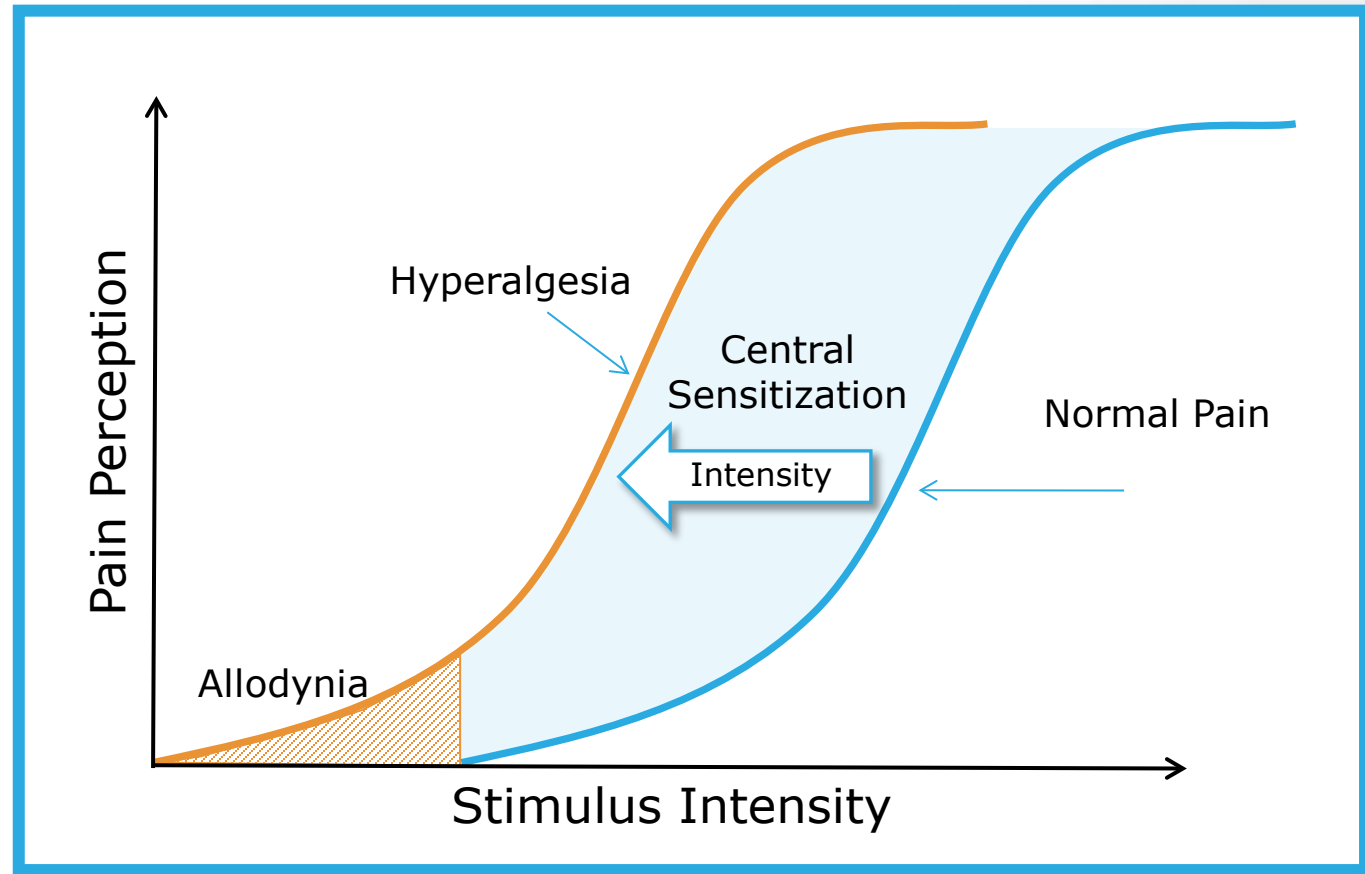 Hyperalgesia
Central
Sensitization
Intensity
Normal Pain
Allodynia
Pain Perception
Stimulus Intensity